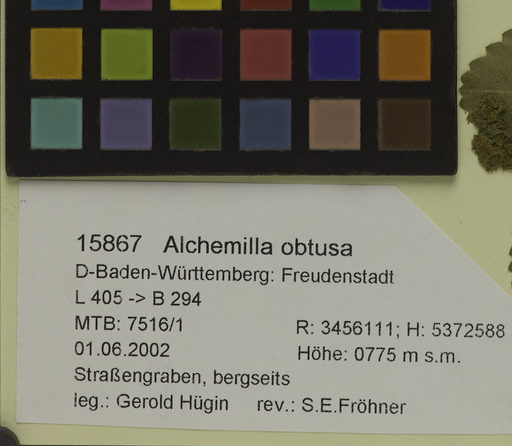 15867 Alchemilla obtusa
D-Baden-Württemberg: Freudenstadt
L 405 -> B 294
MTB: 7516/1 R: 3456111; H: 5372588
01.06.2002 Höhe: 0775 m s.m.
Straßengraben, bergseits
leg.: Gerold Hügin rev.: S.E.Fröhner